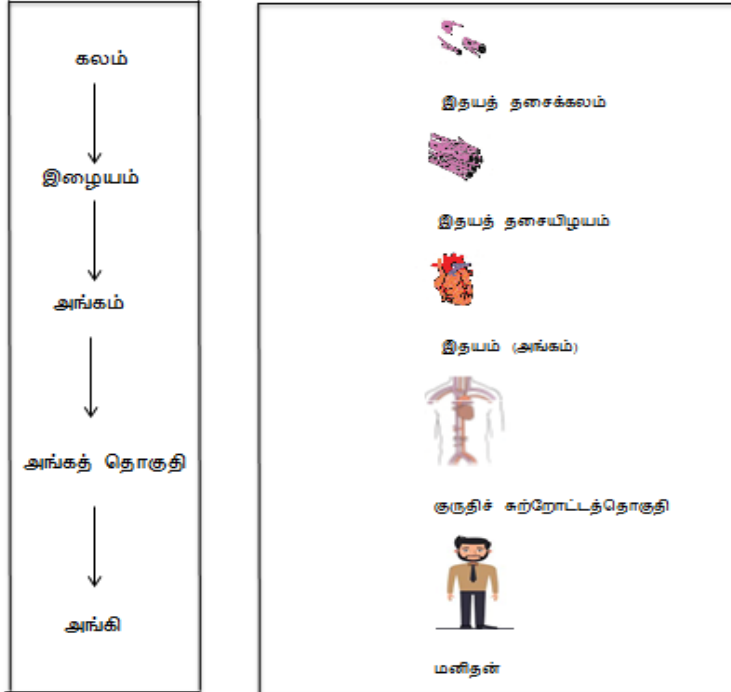 கலம்
இழையம்
அங்கம்
அங்கத் தொகுதி
அங்கி
இதயத் தசைக்கலம்
இதயத் தசையிழயம்
இதயம் (அங்கம்)
குருதிச் சுற்றோட்டத்தொகுதி
மனிதன்